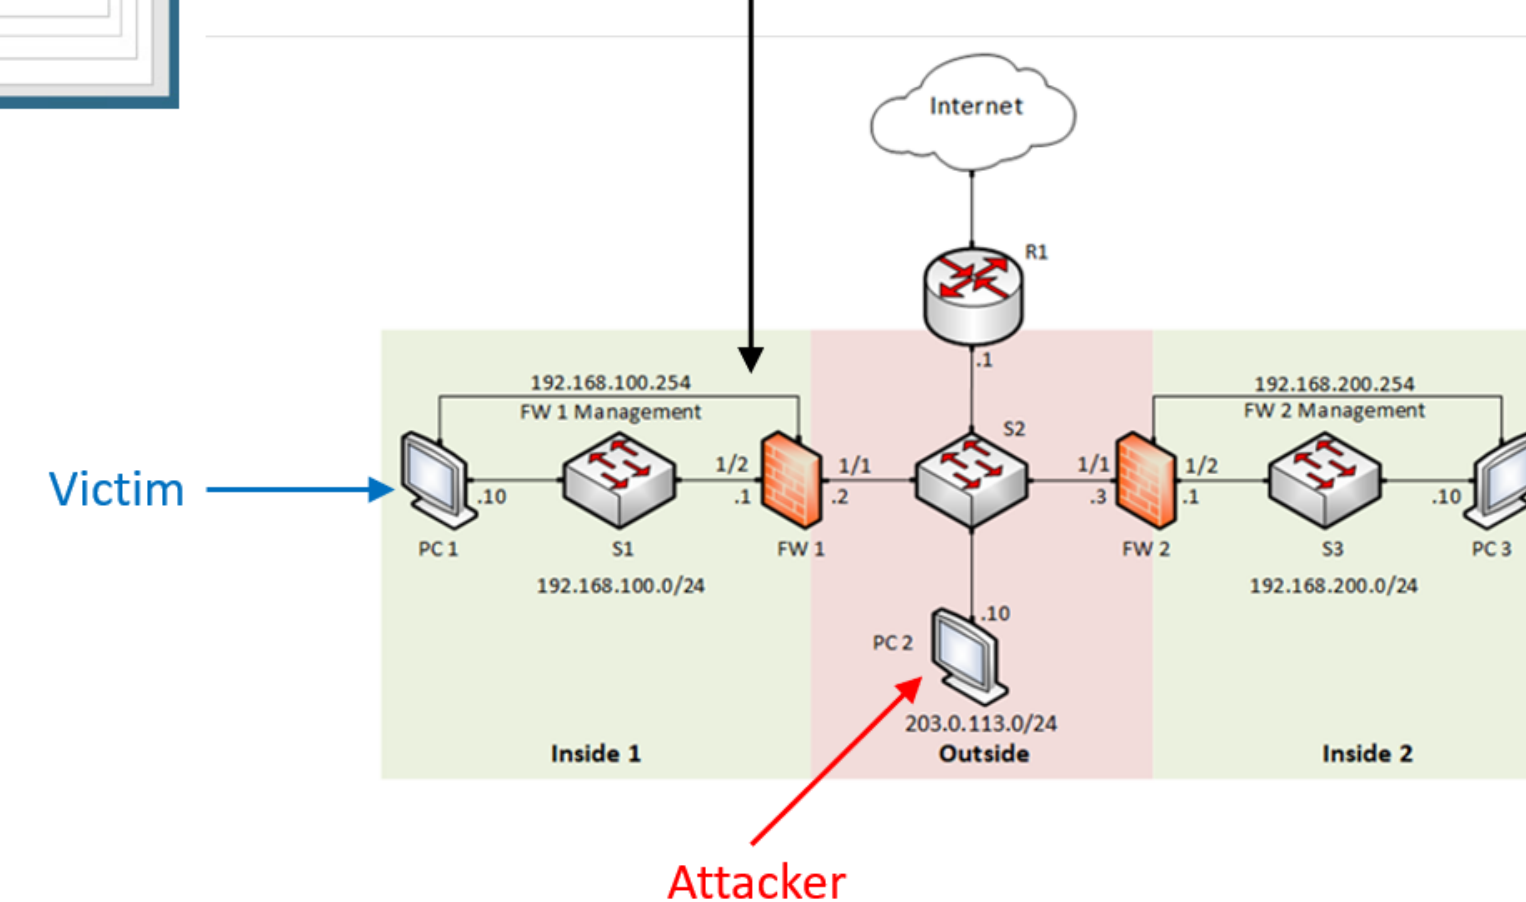 Internet
R1
.1
192.168.100.254
FW 1 Management
192.168.200.254
FW 2 Management
S2
1/2
1/1
1/1
1/2
Victim
.10
.1
.2
.3
.1
.10
PC 1
S1
FW 1
FW 2
S3
PC 3
192.168.100.0/24
192.168.200.0/24
.10
PC 2
203.0.113.0/24
Inside 1
Outside
Inside 2
Attacker